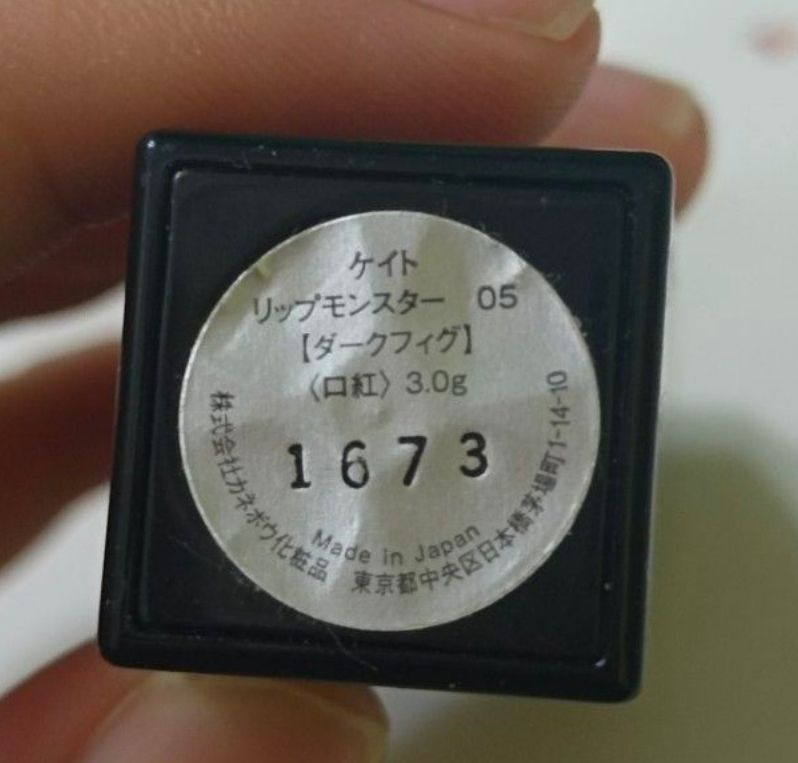 ケイト
リップモンスター 05
【ダークフィグ】
〈口紅〉3.0g
1673
Made in Japan
株式会社カネボウ化粧品 東京都中央区日本橋茅場町1-14-10